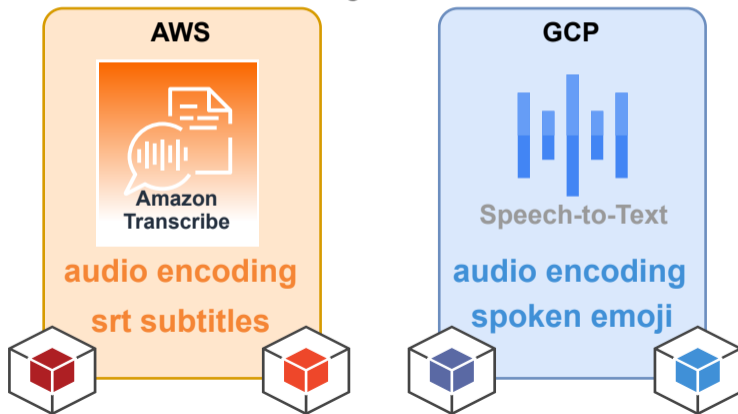 AWS
Amazon
Transcribe
audio encoding
srt subtitles
GCP
Speech-to-Text
audio encoding
spoken emoji